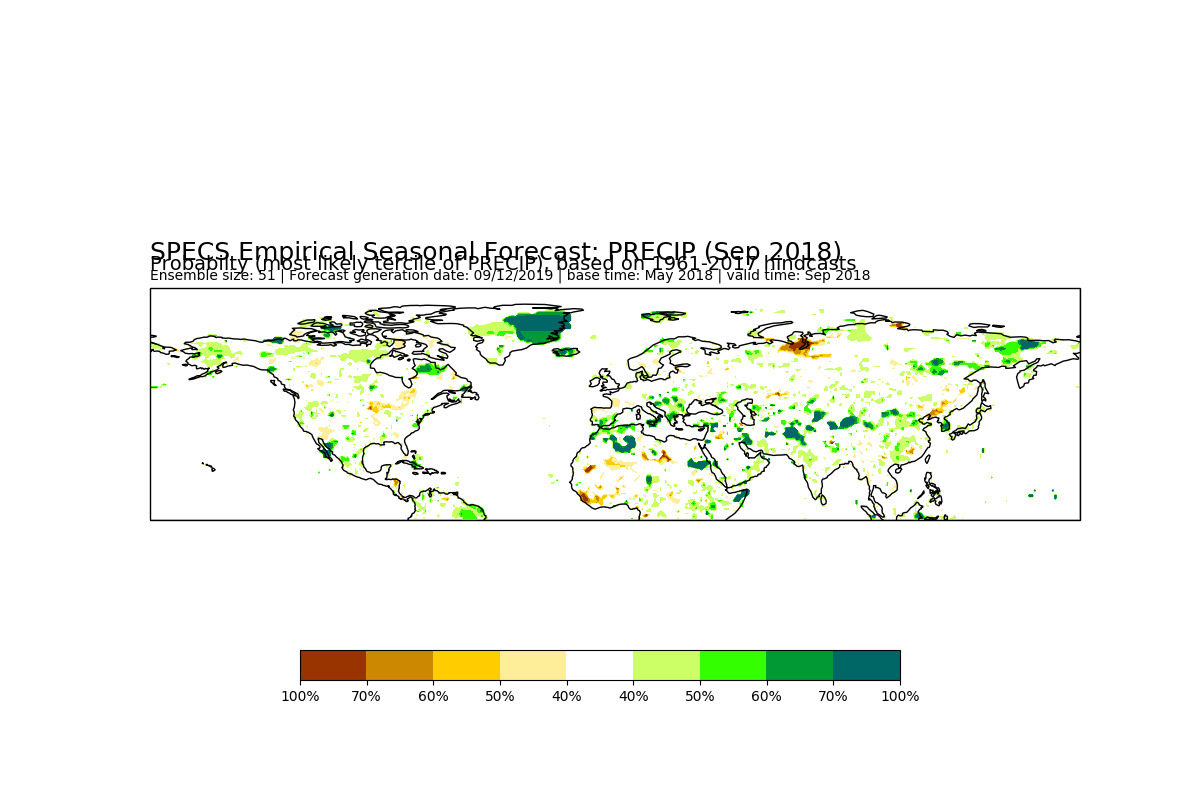 SPECS Empirical Seasonal Forecast: PRECIP (Sep 2018)
Probabilty (most likely tercile of PRECIP), based on 1961-2017 hindcasts
Ensemble size: 51 | Forecast generation date: 09/12/2019 | base time: May 2018 | valid time: Sep 2018
100% 70% 60% 50% 40% 40% 50% 60% 70% 100%